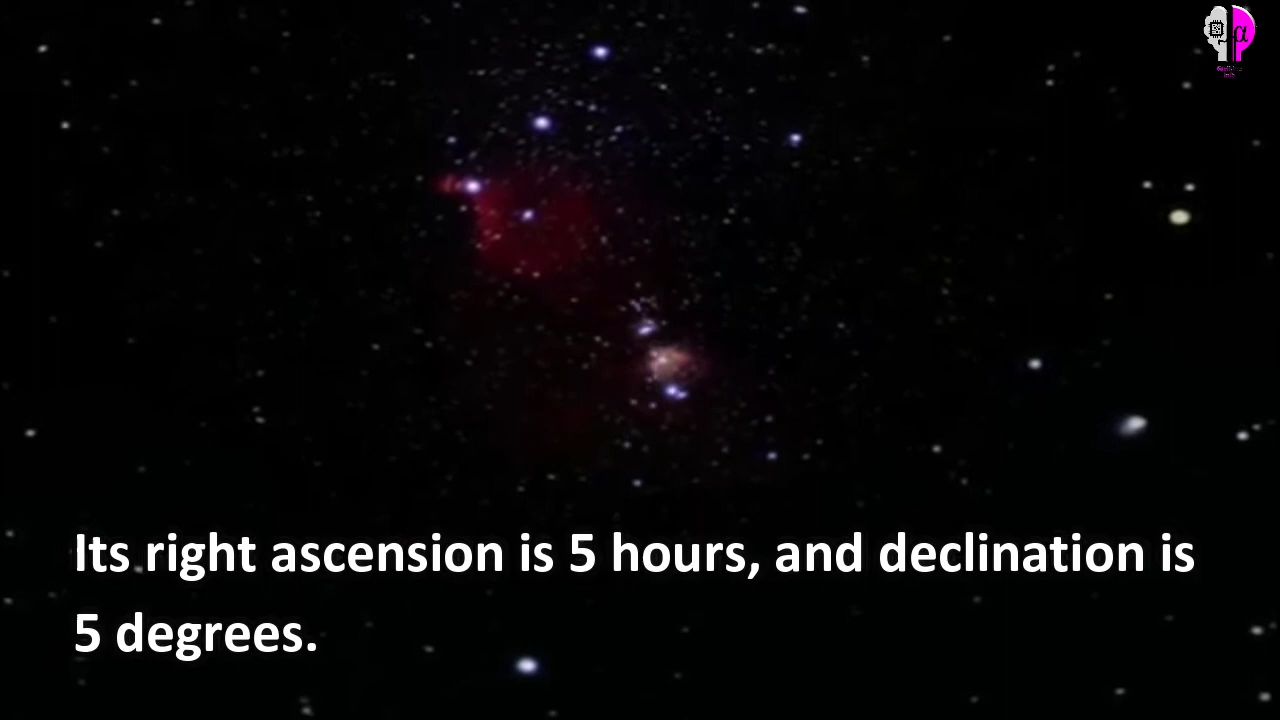 Its right ascension is 5 hours, and declination is
5 degrees.